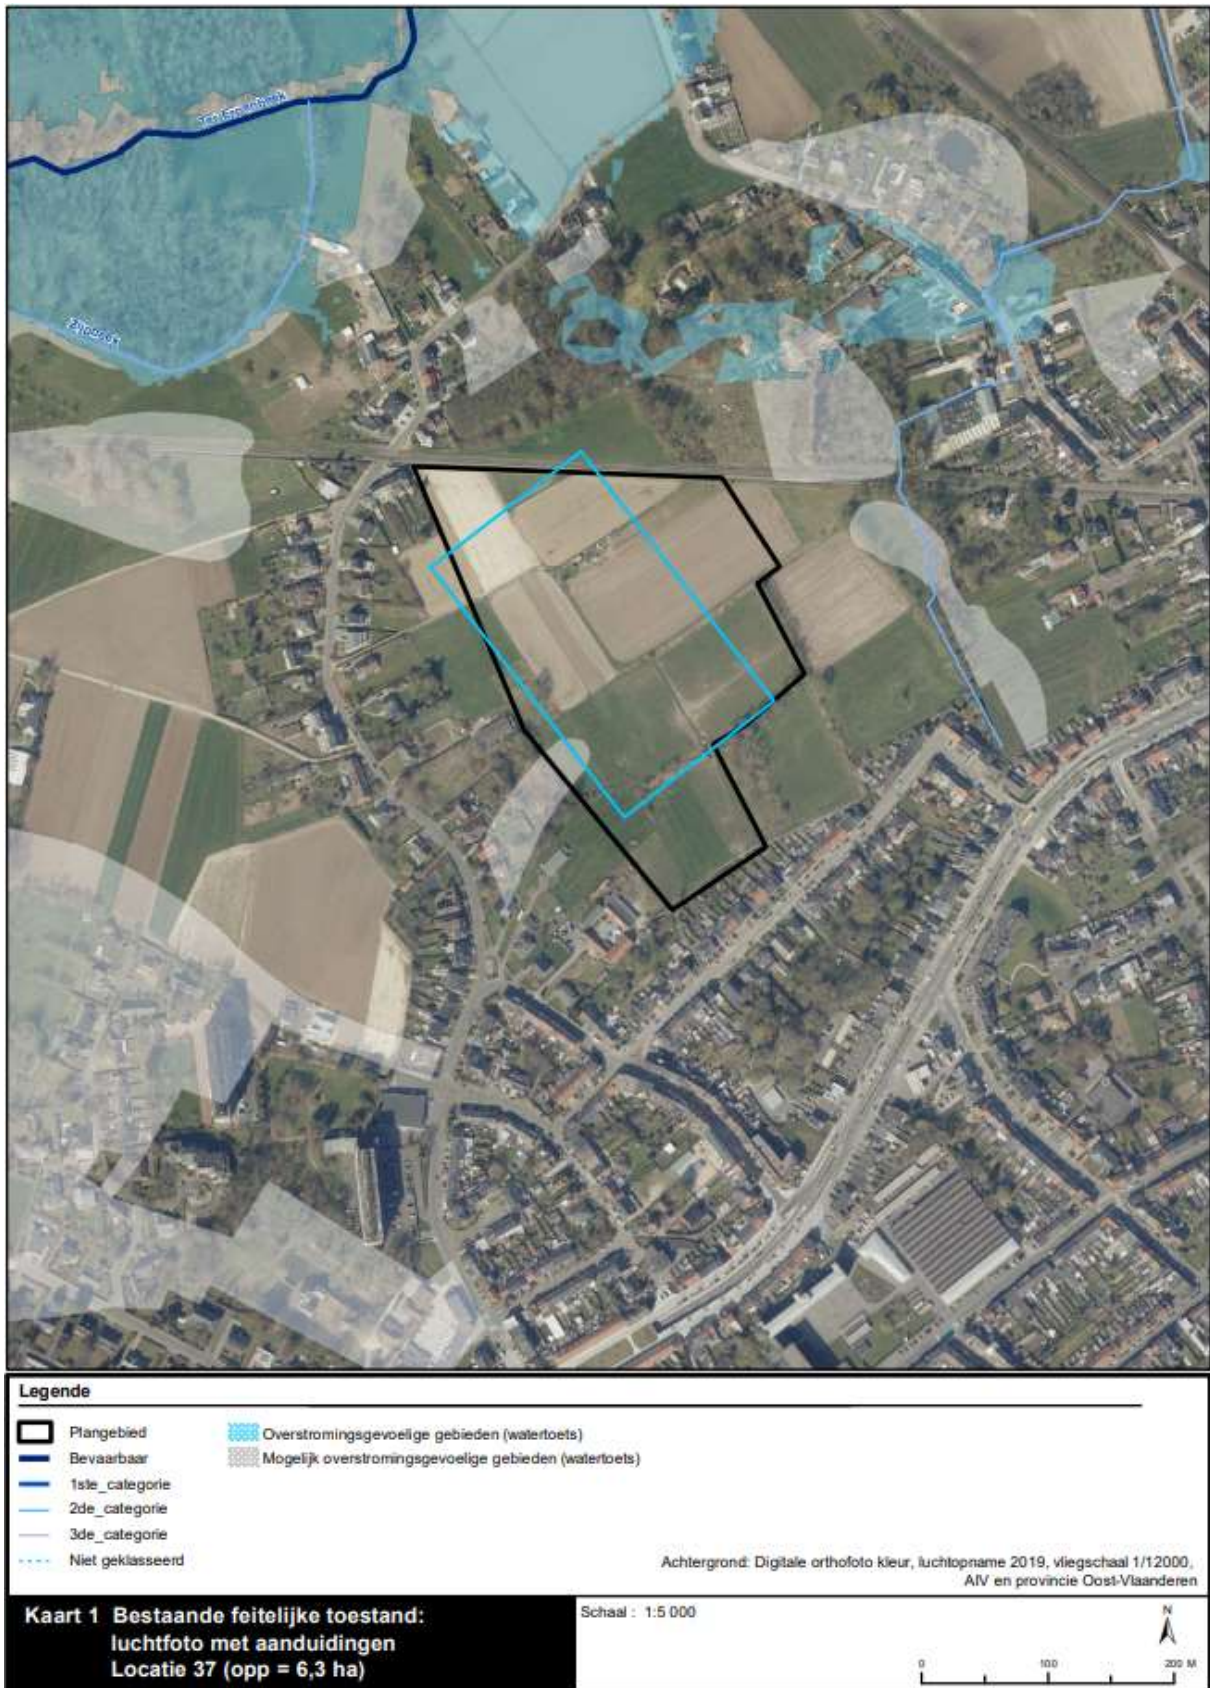 Zijpbeek
Legende
Plangebied
Bevaarbaar
1ste_categorie
2de_categorie
3de_categorie
Niet geklasseerd
Overstromingsgevoelige gebieden (watertoets)
Mogelijk overstromingsgevoelige gebieden (watertoets)
Achtergrond: Digitale orthofoto kleur, luchtopname 2019, vliegschaal 1/12000,
AIV en provincie Oost-Vlaanderen
Kaart 1 Bestaande feitelijke toestand:
luchtfoto met aanduidingen
Locatie 37 (opp = 6,3 ha)
Schaal : 1:5 000
N
0 100 200 M